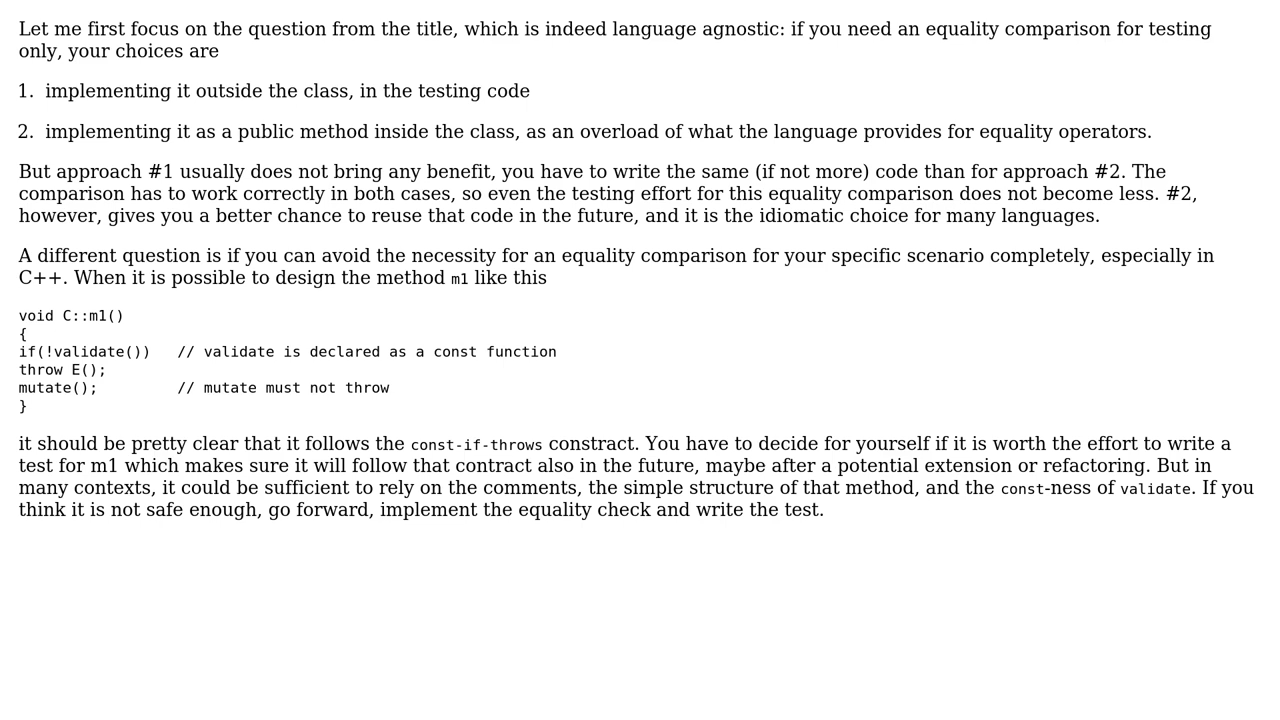 Let me first focus on the question from the title, which is indeed language agnostic: if you need an equality comparison for testing
only, your choices are
1. implementing it outside the class, in the testing code
2. implementing it as a public method inside the class, as an overload of what the language provides for equality operators.
But approach #1 usually does not bring any benefit, you have to write the same (if not more) code than for approach #2. The
comparison has to work correctly in both cases, so even the testing effort for this equality comparison does not become less. #2,
however, gives you a better chance to reuse that code in the future, and it is the idiomatic choice for many languages.
A different question is if you can avoid the necessity for an equality comparison for your specific scenario completely, especially in
C++. When it is possible to design the method m1 like this
void C::m1()
{
if(!validate())   // validate is declared as a const function
throw E();
mutate();         // mutate must not throw
}
it should be pretty clear that it follows the const-if-throws constract. You have to decide for yourself if it is worth the effort to write a
test for m1 which makes sure it will follow that contract also in the future, maybe after a potential extension or refactoring. But in
many contexts, it could be sufficient to rely on the comments, the simple structure of that method, and the const-ness of validate. If you
think it is not safe enough, go forward, implement the equality check and write the test.